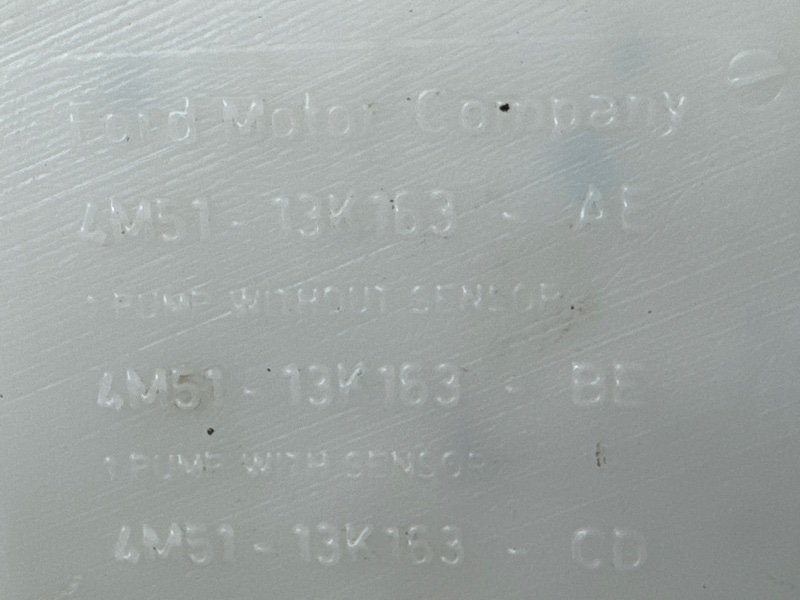 Ford Motor Company
4M51 - 13K163 - AE
1 PUMP WITHOUT SENSOR
4M51 - 13K163 - BE
1 PUMP WITH SENSOR
4M51 - 13K163 - CD